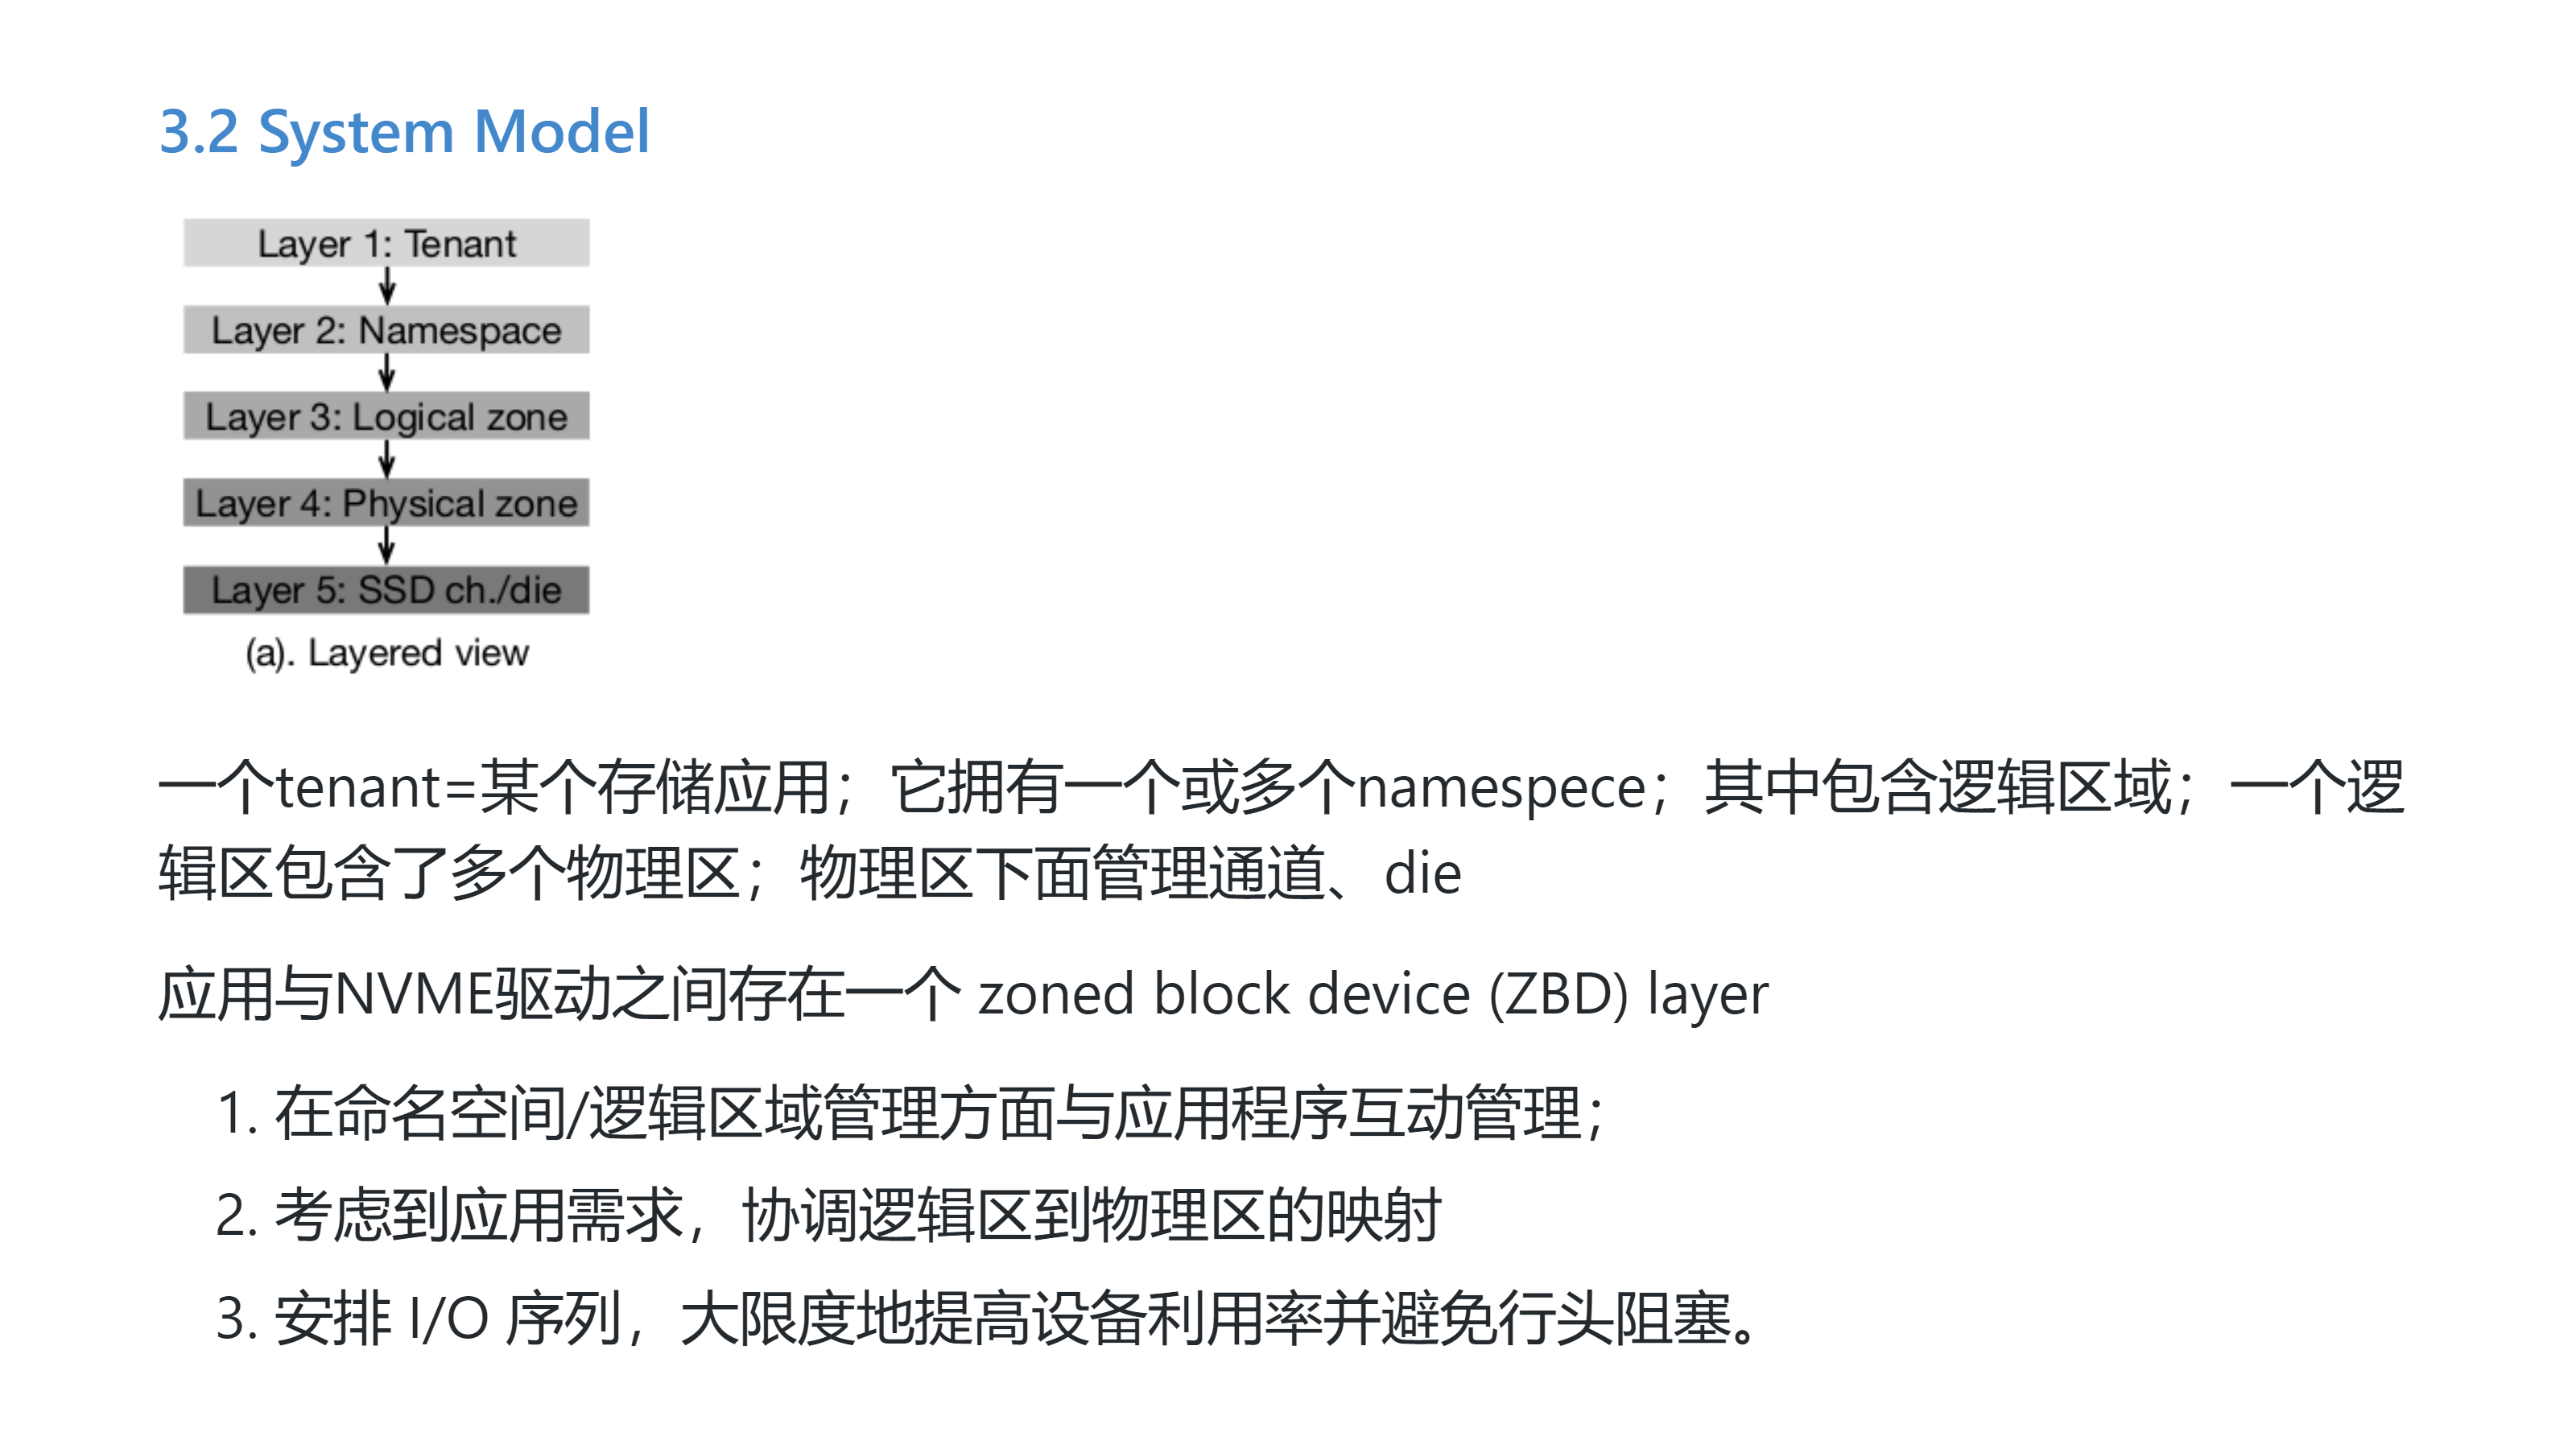 3.2 System Model
Layer 1: Tenant
Layer 2: Namespace
Layer 3: Logical zone
Layer 4: Physical zone
Layer 5: SSD ch./die
(a). Layered view
一个tenant=某个存储应用；它拥有一个或多个namespece；其中包含逻辑区域；一个逻
辑区包含了多个物理区；物理区下面管理通道、die
应用与NVME驱动之间存在一个 zoned block device (ZBD) layer
1. 在命名空间/逻辑区域管理方面与应用程序互动管理；
2. 考虑到应用需求，协调逻辑区到物理区的映射
3. 安排 I/O 序列，大限度地提高设备利用率并避免行头阻塞。